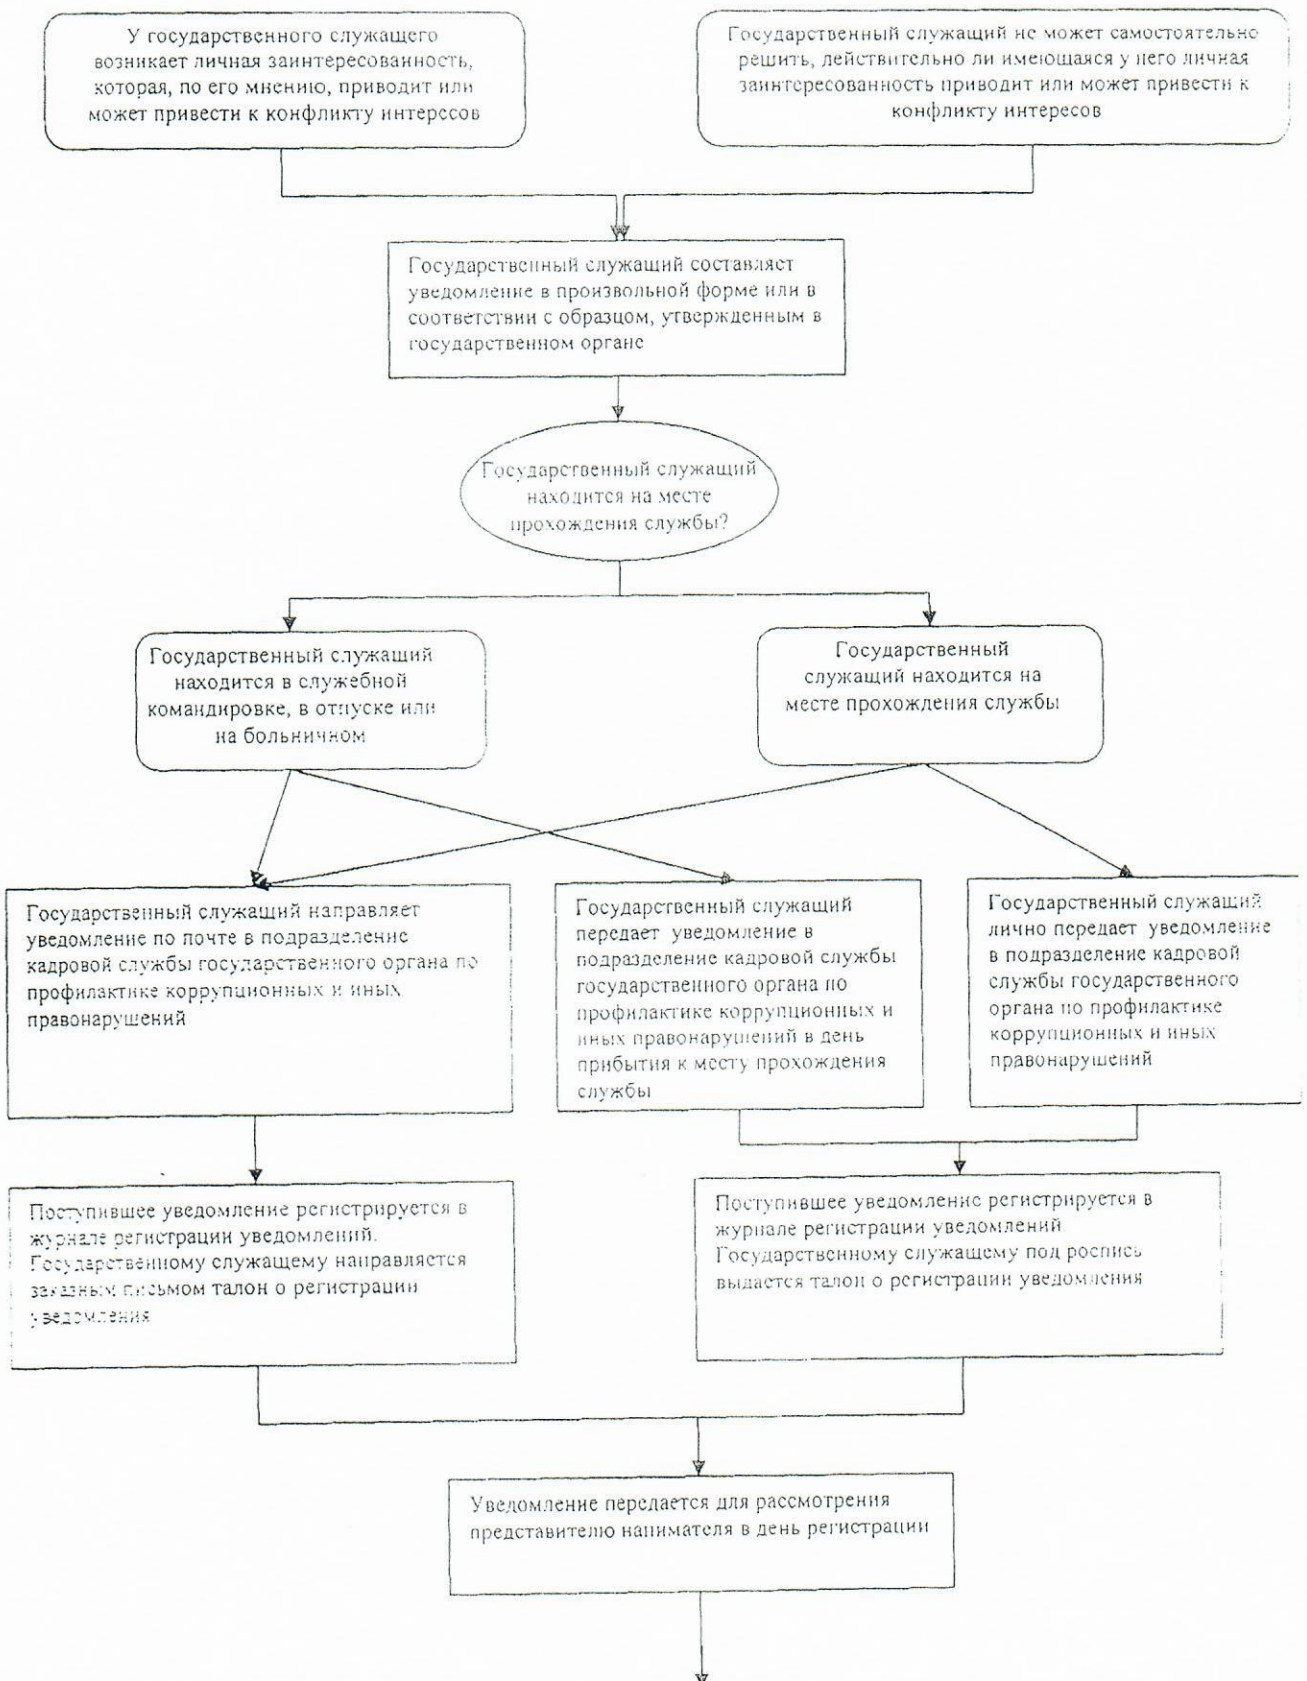 У государственного служащего
возникает личная заинтересованность,
которая, по его мнению, приводит или
может привести к конфликту интересов
Государственный служащий не может самостоятельно
решить, действительно ли имеющаяся у него личная
заинтересованность приводит или может привести к
конфликту интересов
Государственный служащий составляет
уведомление в произвольной форме или в
соответствии с образцом, утвержденным в
государственном органе
Государственный служащий
находится на месте
прохождения службы?
Государственный служащий
находится в служебной
командировке, в отпуске или
на больничном
Государственный
служащий находится на
месте прохождения службы
Государственный служащий направляет
уведомление по почте в подразделение
кадровой службы государственного органа по
профилактике коррупционных и иных
правонарушений
Государственный служащий
передает уведомление в
подразделение кадровой службы
государственного органа по
профилактике коррупционных и
иных правонарушений в день
прибытия к месту прохождения
службы
Государственный служащий
лично передает уведомление
в подразделение кадровой
службы государственного
органа по профилактике
коррупционных и иных
правонарушений
Поступившее уведомление регистрируется в
журнале регистрации уведомлений.
Государственному служащему направляется
заказным письмом талон о регистрации
уведомления
Поступившее уведомление регистрируется в
журнале регистрации уведомлений
Государственному служащему под роспись
выдается талон о регистрации уведомления
Уведомление передается для рассмотрения
представителю нанимателя в день регистрации